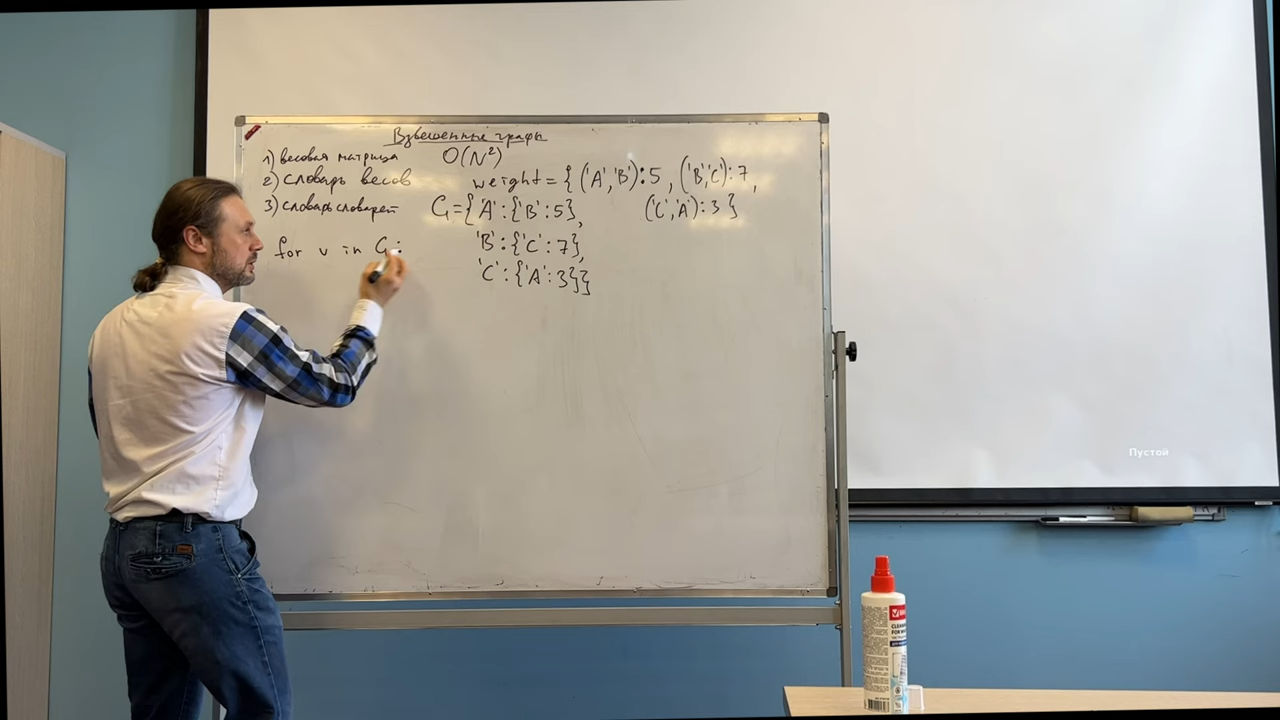 Взвешенные графы
1) весовая матрица O(N²)
2) словарь весов weight = { ('A','B'):5, ('B','C'):7,
('C','A'):3 }
3) словарь словарей G={'A':{'B':5},
'B':{'C':7},
'C':{'A':3}}
for v in G:
Пустой
CLEANING